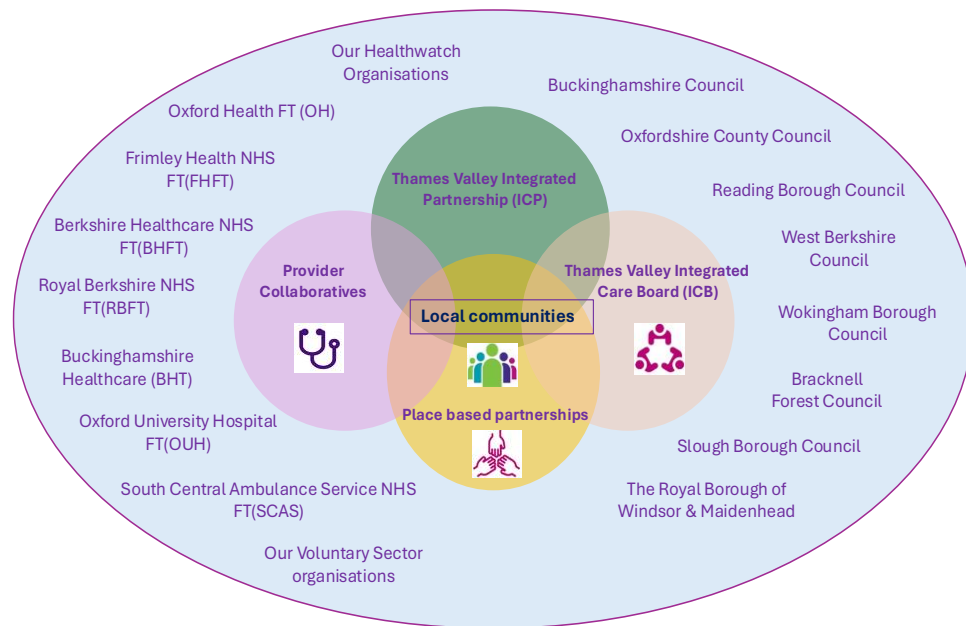 Our Healthwatch
Organisations
Oxford Health FT (OH)
Frimley Health NHS
FT(FHFT)
Berkshire Healthcare NHS
FT(BHFT)
Royal Berkshire NHS
FT(RBFT)
Buckinghamshire
Healthcare (BHT)
Oxford University Hospital
FT(OUH)
South Central Ambulance Service NHS
FT(SCAS)
Our Voluntary Sector
organisations
Thames Valley Integrated
Partnership (ICP)
Provider
Collaboratives
Thames Valley Integrated
Care Board (ICB)
Local communities
Place based partnerships
Buckinghamshire Council
Oxfordshire County Council
Reading Borough Council
West Berkshire
Council
Wokingham Borough
Council
Bracknell
Forest Council
Slough Borough Council
The Royal Borough of
Windsor & Maidenhead